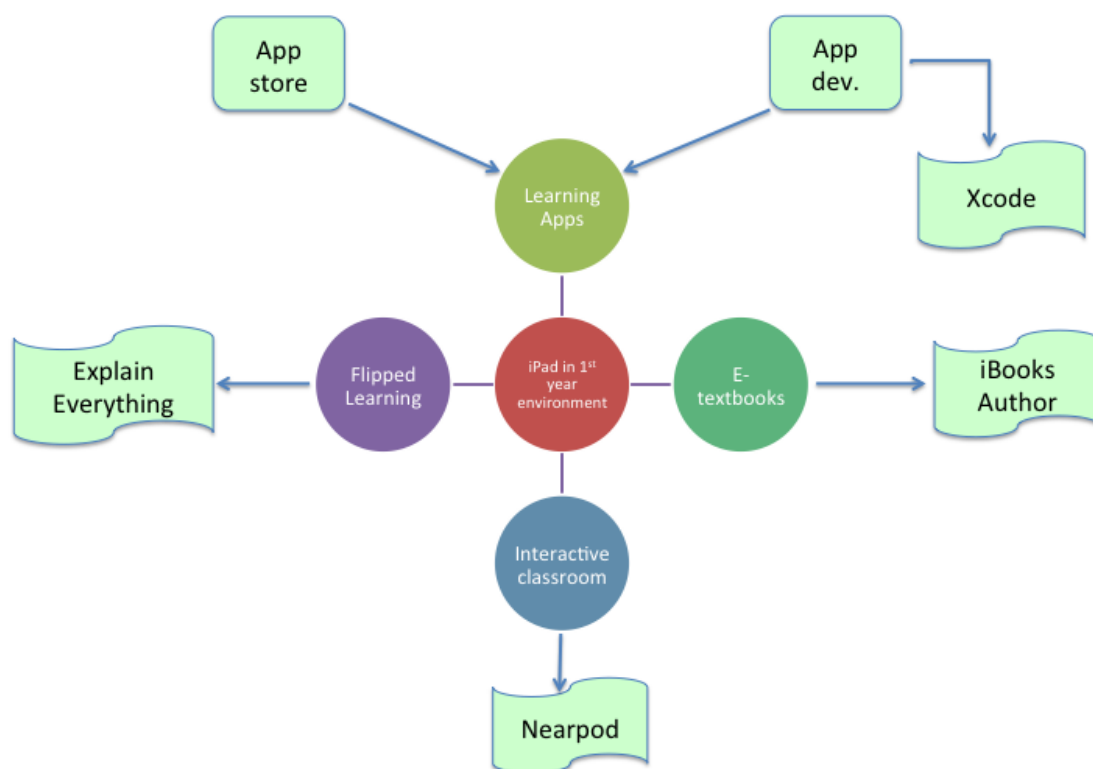 App
store
App
dev.
Xcode
Learning
Apps
Explain
Everything
Flipped
Learning
iPad in 1st
year
environment
E-
textbooks
iBooks
Author
Interactive
classroom
Nearpod